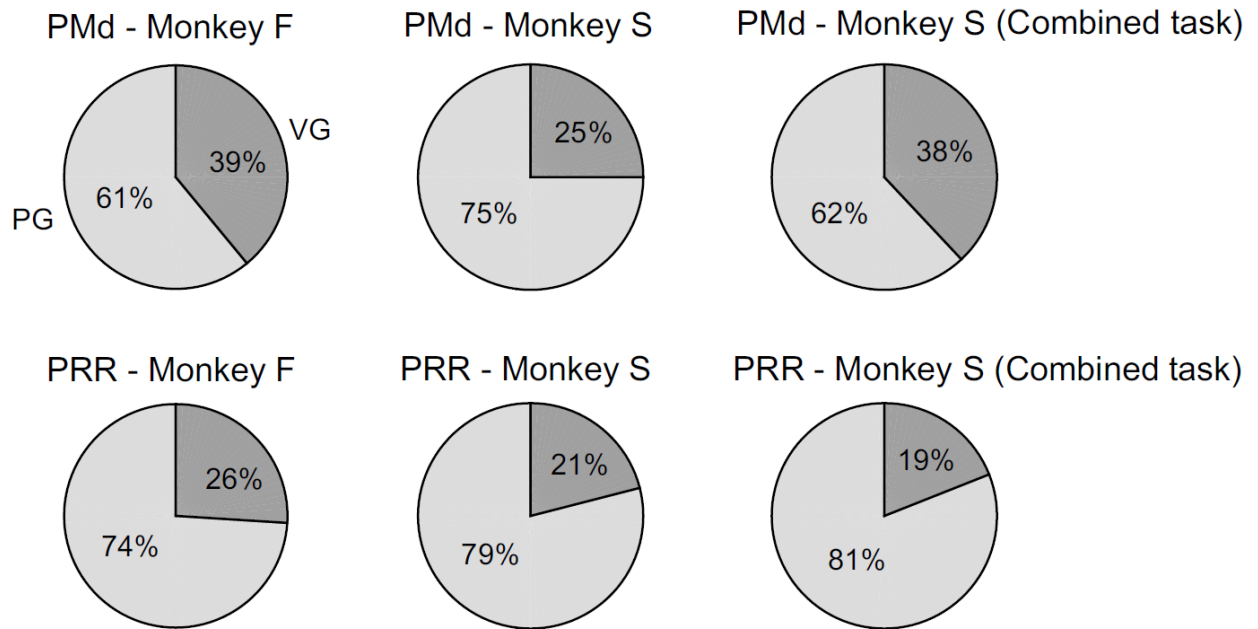 PMd - Monkey F
PMd - Monkey S
PMd - Monkey S (Combined task)
VG
39%
61%
PG
25%
75%
38%
62%
PRR - Monkey F
PRR - Monkey S
PRR - Monkey S (Combined task)
26%
74%
21%
79%
19%
81%